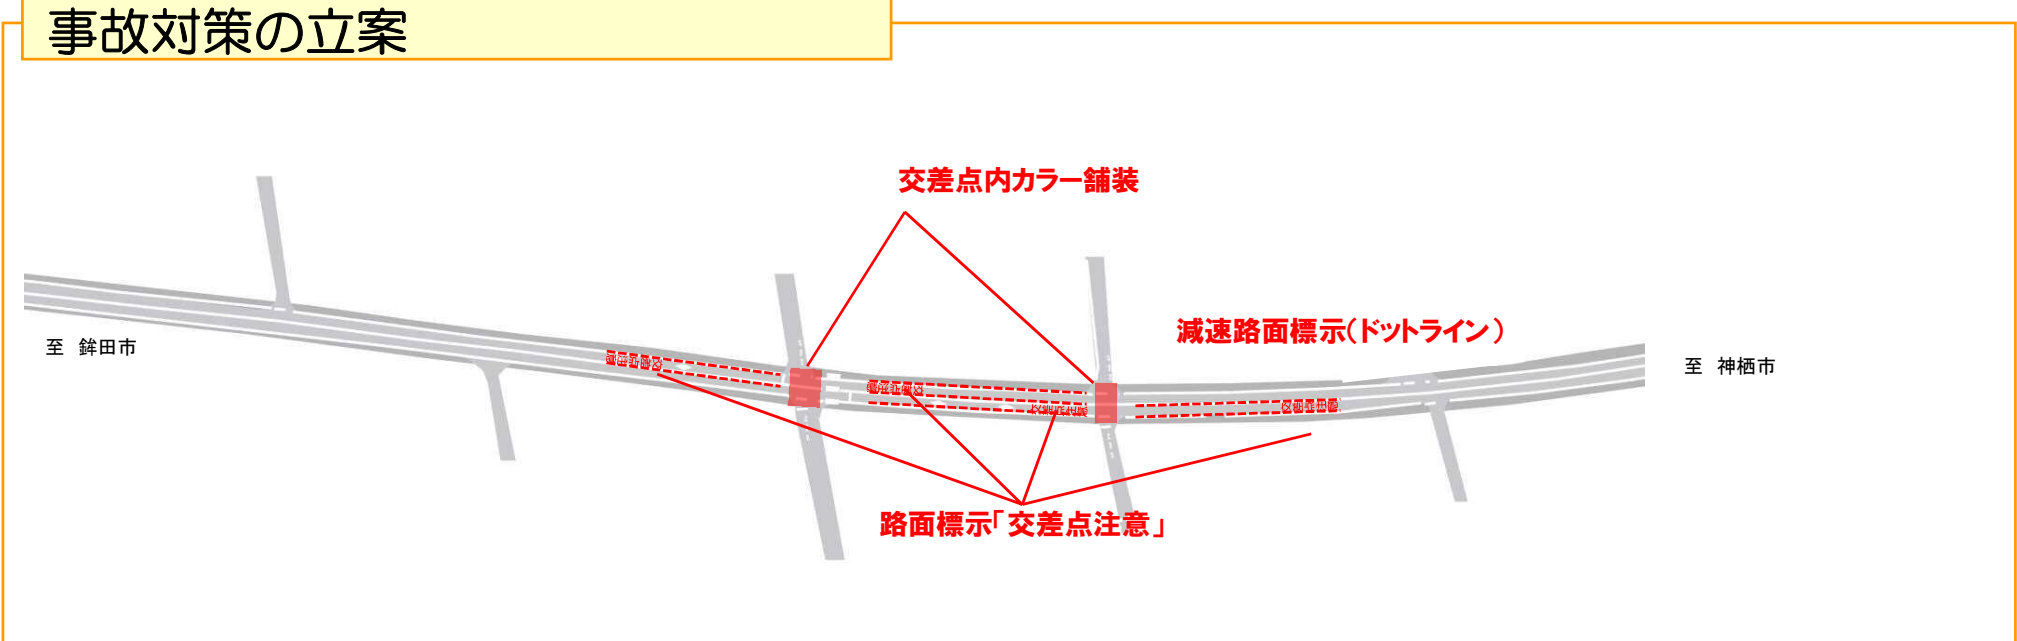 事故対策の立案
交差点内カラー舗装
減速路面標示(ドットライン)
至 鉾田市
至 神栖市
路面標示「交差点注意」